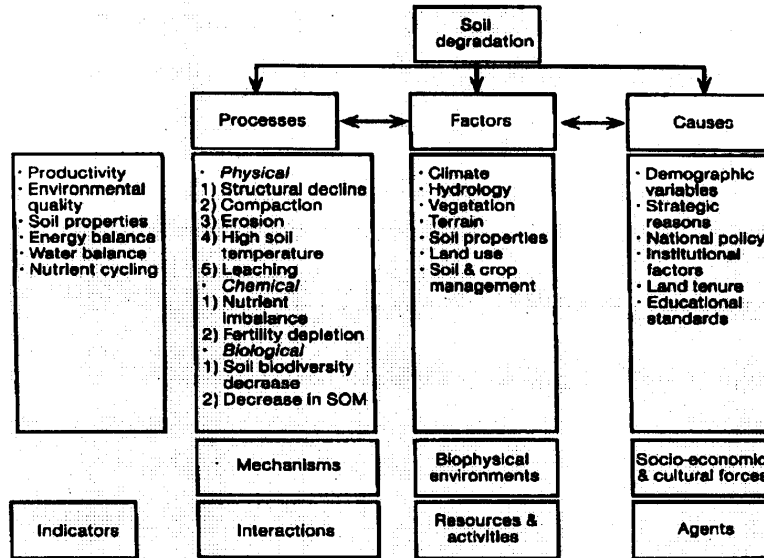 Soil
degradation
Processes
Factors
Causes
· Productivity
· Environmental
quality
· Soil properties
· Energy balance
· Water balance
· Nutrient cycling
· Physical
1) Structural decline
2) Compaction
3) Erosion
4) High soil
temperature
5) Leaching
· Chemical
1) Nutrient
imbalance
2) Fertility depletion
· Biological
1) Soil biodiversity
decrease
2) Decrease in SOM
· Climate
· Hydrology
· Vegetation
· Terrain
· Soil properties
· Land use
· Soil & crop
management
· Demographic
variables
· Strategic
reasons
· National policy
· Institutional
factors
· Land tenure
· Educational
standards
Mechanisms
Biophysical
environments
Socio-economic
& cultural forces
Indicators
Interactions
Resources &
activities
Agents